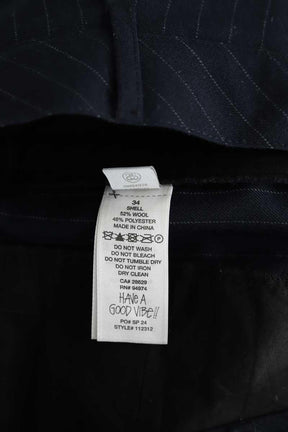 34
SHELL
52% WOOL
48% POLYESTER
MADE IN CHINA
DO NOT WASH
DO NOT BLEACH
DO NOT TUMBLE DRY
DO NOT IRON
DRY CLEAN
CA# 28629
RN# 94974
HAVE A
GOOD VIBE!!
PO# SP 24
STYLE# 112312